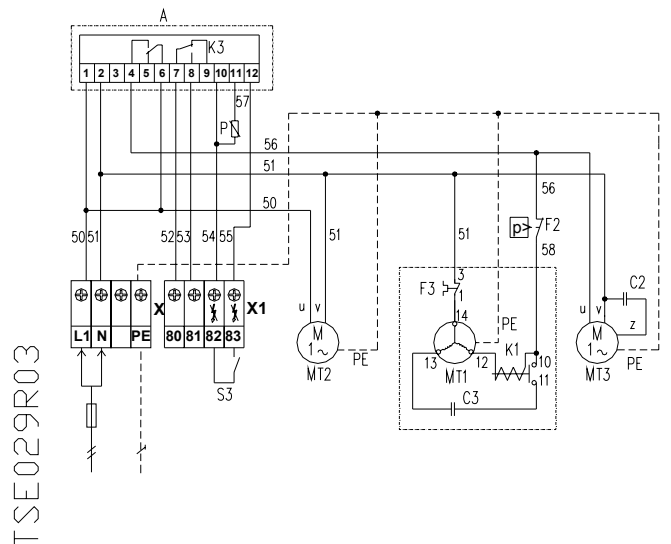 A
K3
1 2 3 4 5 6 7 8 9 10 11 12
57
P
56
51
50
56
50 51 52 53 54 55 51 51 p> F2
58
X X1
L1 N PE 80 81 82 83
S3
u v
M
1~
MT2
PE
F3
3
1
14
PE
13 12
MT1
K1
10
11
C3
C2
u v
z
M
1~
MT3
PE
TSE029R03